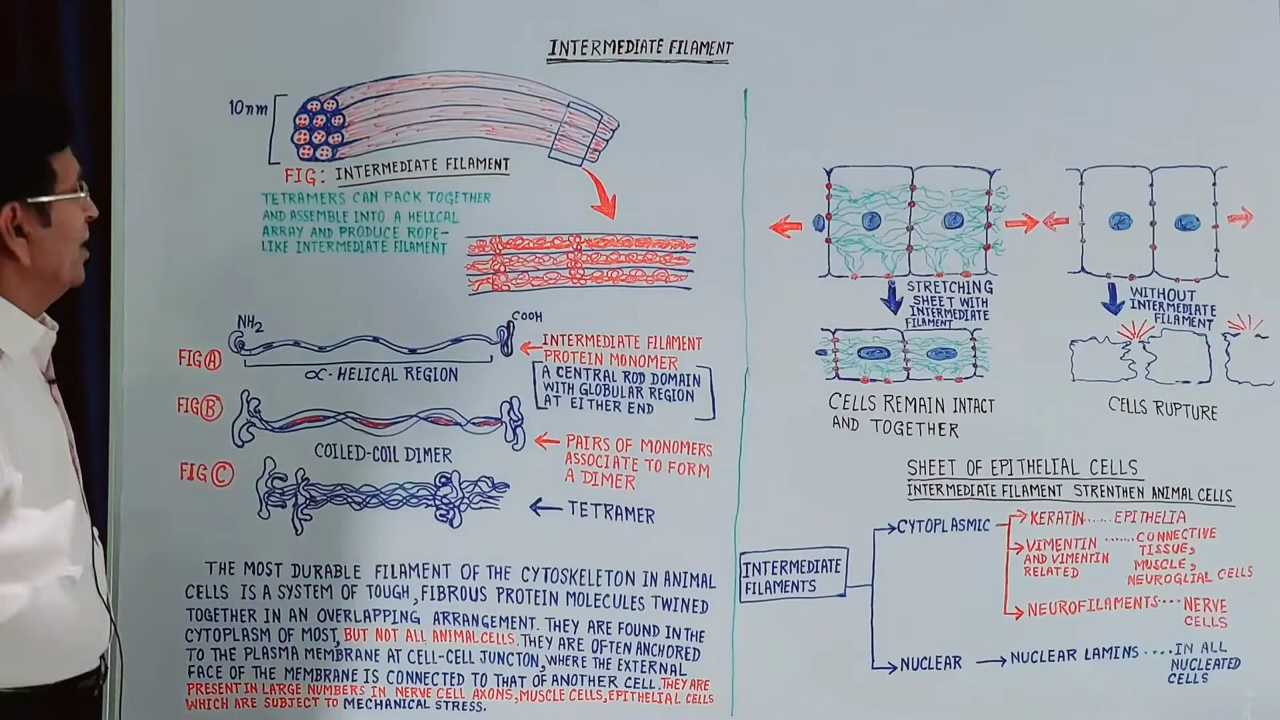 INTERMEDIATE FILAMENT
10nm
FIG: INTERMEDIATE FILAMENT
TETRAMERS CAN PACK TOGETHER
AND ASSEMBLE INTO A HELICAL
ARRAY AND PRODUCE ROPE-
LIKE INTERMEDIATE FILAMENT
NH2
COOH
FIG A
α-HELICAL REGION
INTERMEDIATE FILAMENT
PROTEIN MONOMER
A CENTRAL ROD DOMAIN
WITH GLOBULAR REGION
AT EITHER END
FIG B
COILED-COIL DIMER
PAIRS OF MONOMERS
ASSOCIATE TO FORM
A DIMER
FIG C
TETRAMER
THE MOST DURABLE FILAMENT OF THE CYTOSKELETON IN ANIMAL
CELLS IS A SYSTEM OF TOUGH, FIBROUS PROTEIN MOLECULES TWINED
TOGETHER IN AN OVERLAPPING ARRANGEMENT. THEY ARE FOUND IN THE
CYTOPLASM OF MOST, BUT NOT ALL ANIMAL CELLS. THEY ARE OFTEN ANCHORED
TO THE PLASMA MEMBRANE AT CELL-CELL JUNCTON, WHERE THE EXTERNAL
FACE OF THE MEMBRANE IS CONNECTED TO THAT OF ANOTHER CELL. THEY ARE
PRESENT IN LARGE NUMBERS IN NERVE CELL AXONS, MUSCLE CELLS, EPITHELIAL CELLS
WHICH ARE SUBJECT TO MECHANICAL STRESS.
STRETCHING
SHEET WITH
INTERMEDIATE
FILAMENT
CELLS REMAIN INTACT
AND TOGETHER
WITHOUT
INTERMEDIATE
FILAMENT
CELLS RUPTURE
SHEET OF EPITHELIAL CELLS
INTERMEDIATE FILAMENT STRENTHEN ANIMAL CELLS
INTERMEDIATE
FILAMENTS
CYTOPLASMIC
KERATIN......EPITHELIA
VIMENTIN
AND VIMENTIN
RELATED
......CONNECTIVE
TISSUE,
MUSCLE,
NEUROGLIAL CELLS
NEUROFILAMENTS....NERVE
CELLS
NUCLEAR
NUCLEAR LAMINS ....IN ALL
NUCLEATED
CELLS